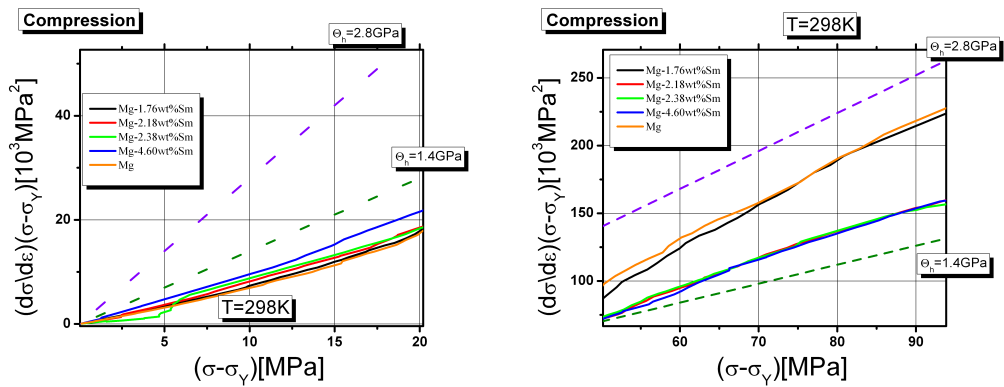 Compression
Θh=2.8GPa
(dσ\dε)(σ-σY)[10³MPa²]
40
20
0
Mg-1.76wt%Sm
Mg-2.18wt%Sm
Mg-2.38wt%Sm
Mg-4.60wt%Sm
Mg
Θh=1.4GPa
T=298K
5 10 15 20
(σ-σY)[MPa]
Compression
T=298K
Θh=2.8GPa
(dσ\dε)(σ-σY)[10³MPa²]
250
200
150
100
Mg-1.76wt%Sm
Mg-2.18wt%Sm
Mg-2.38wt%Sm
Mg-4.60wt%Sm
Mg
Θh=1.4GPa
60 70 80 90
(σ-σY)[MPa]